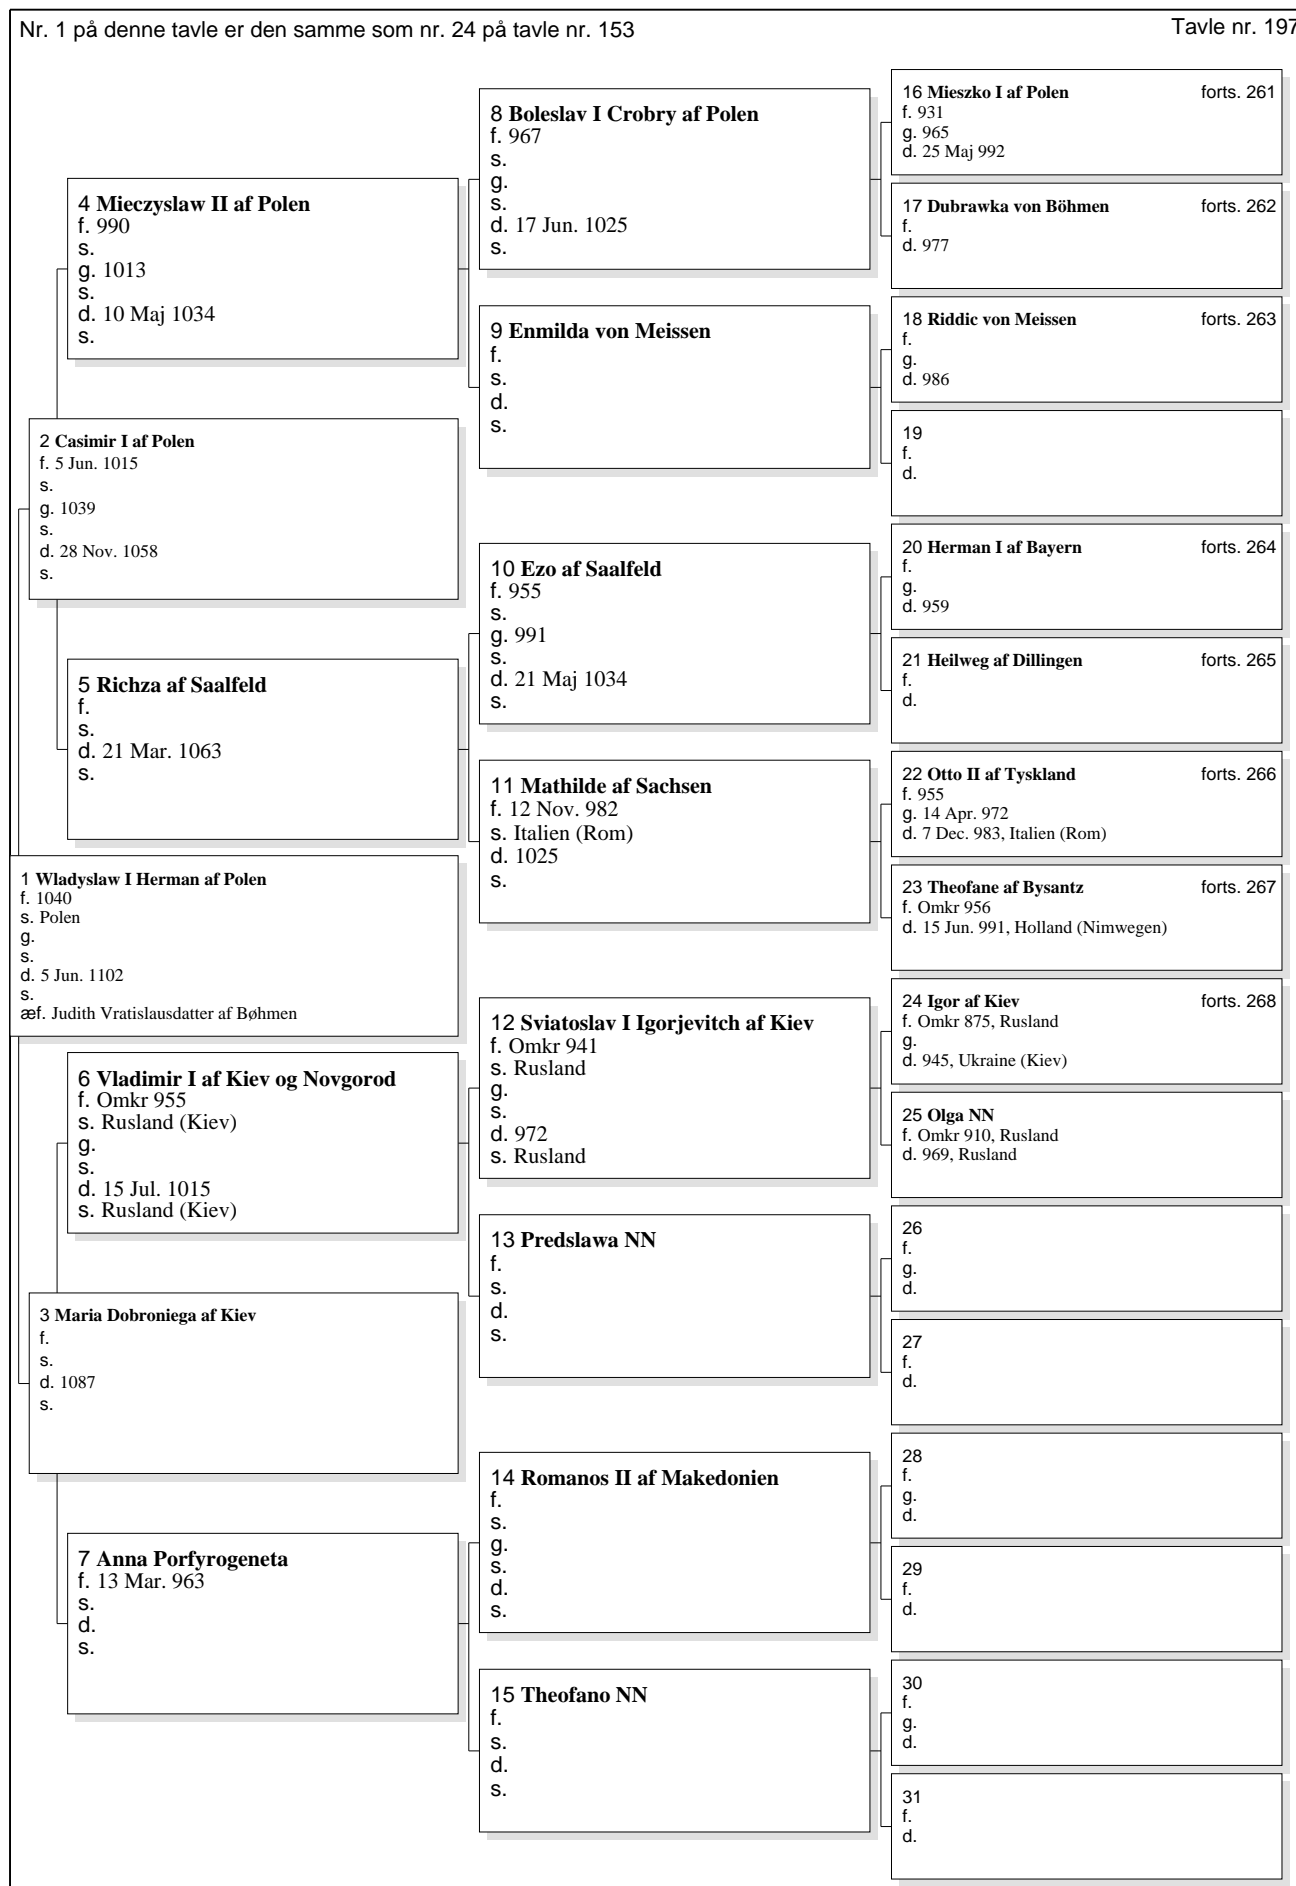 Nr. 1 på denne tavle er den samme som nr. 24 på tavle nr. 153
Tavle nr. 197
1 Wladyslaw I Herman af Polen
f. 1040
s. Polen
g.
s.
d. 5 Jun. 1102
s.
æf. Judith Vratislausdatter af Bøhmen
2 Casimir I af Polen
f. 5 Jun. 1015
s.
g. 1039
s.
d. 28 Nov. 1058
s.
3 Maria Dobroniega af Kiev
f.
s.
d. 1087
s.
4 Mieczyslaw II af Polen
f. 990
s.
g. 1013
s.
d. 10 Maj 1034
s.
5 Richza af Saalfeld
f.
s.
d. 21 Mar. 1063
s.
6 Vladimir I af Kiev og Novgorod
f. Omkr 955
s. Rusland (Kiev)
g.
s.
d. 15 Jul. 1015
s. Rusland (Kiev)
7 Anna Porfyrogeneta
f. 13 Mar. 963
s.
d.
s.
8 Boleslav I Crobry af Polen
f. 967
s.
g.
s.
d. 17 Jun. 1025
s.
9 Enmilda von Meissen
f.
s.
d.
s.
10 Ezo af Saalfeld
f. 955
s.
g. 991
s.
d. 21 Maj 1034
s.
11 Mathilde af Sachsen
f. 12 Nov. 982
s. Italien (Rom)
d. 1025
s.
12 Sviatoslav I Igorjevitch af Kiev
f. Omkr 941
s. Rusland
g.
s.
d. 972
s. Rusland
13 Predslawa NN
f.
s.
d.
s.
14 Romanos II af Makedonien
f.
s.
g.
s.
d.
s.
15 Theofano NN
f.
s.
d.
s.
16 Mieszko I af Polen forts. 261
f. 931
g. 965
d. 25 Maj 992
17 Dubrawka von Böhmen forts. 262
f.
d. 977
18 Riddic von Meissen forts. 263
f.
g.
d. 986
19
f.
d.
20 Herman I af Bayern forts. 264
f.
g.
d. 959
21 Heilweg af Dillingen forts. 265
f.
d.
22 Otto II af Tyskland forts. 266
f. 955
g. 14 Apr. 972
d. 7 Dec. 983, Italien (Rom)
23 Theofane af Bysantz forts. 267
f. Omkr 956
d. 15 Jun. 991, Holland (Nimwegen)
24 Igor af Kiev forts. 268
f. Omkr 875, Rusland
g.
d. 945, Ukraine (Kiev)
25 Olga NN
f. Omkr 910, Rusland
d. 969, Rusland
26
f.
g.
d.
27
f.
d.
28
f.
g.
d.
29
f.
d.
30
f.
g.
d.
31
f.
d.